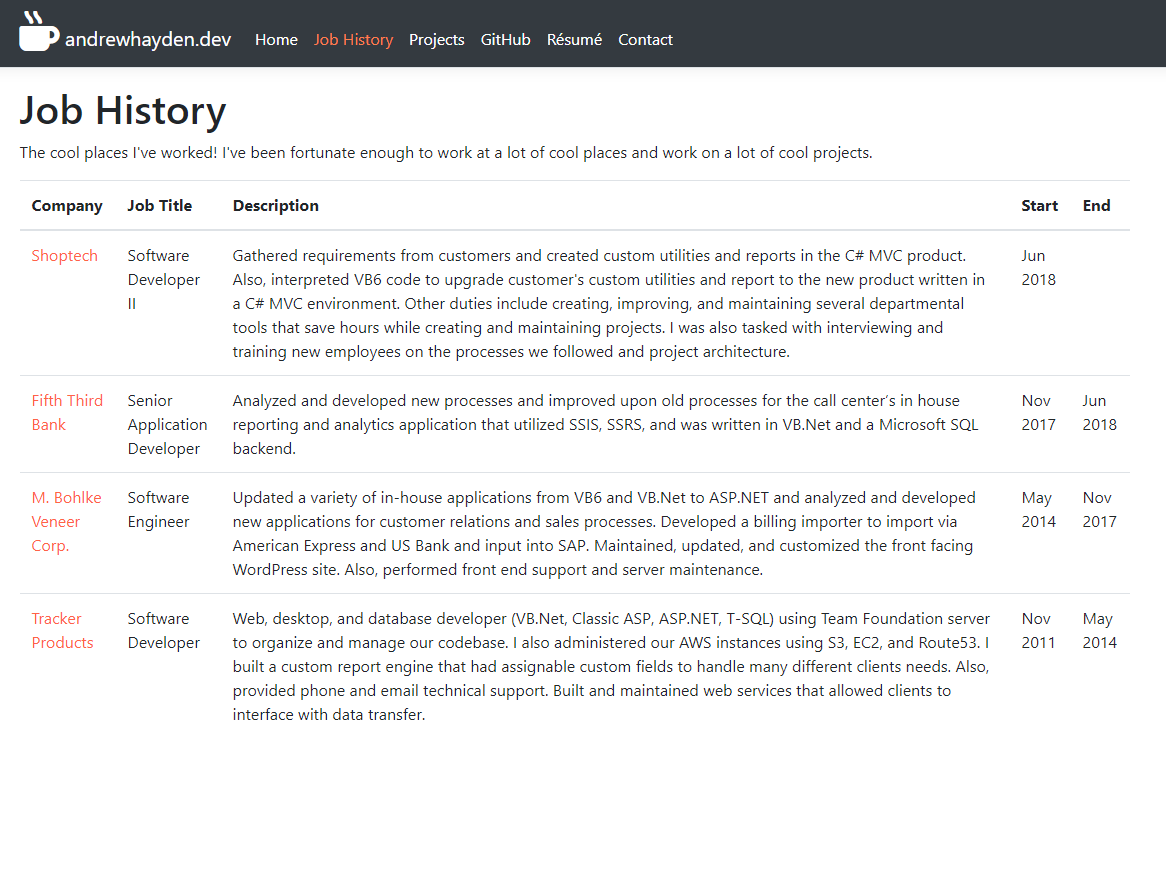 andrewhayden.dev Home Job History Projects GitHub Résumé Contact
Job History
The cool places I've worked! I've been fortunate enough to work at a lot of cool places and work on a lot of cool projects.
Company Job Title Description Start End
Shoptech Software Gathered requirements from customers and created custom utilities and reports in the C# MVC product. Jun
Developer Also, interpreted VB6 code to upgrade customer's custom utilities and report to the new product written in 2018
II a C# MVC environment. Other duties include creating, improving, and maintaining several departmental
tools that save hours while creating and maintaining projects. I was also tasked with interviewing and
training new employees on the processes we followed and project architecture.
Fifth Third Senior Analyzed and developed new processes and improved upon old processes for the call center’s in house Nov Jun
Bank Application reporting and analytics application that utilized SSIS, SSRS, and was written in VB.Net and a Microsoft SQL 2017 2018
Developer backend.
M. Bohlke Software Updated a variety of in-house applications from VB6 and VB.Net to ASP.NET and analyzed and developed May Nov
Veneer Engineer new applications for customer relations and sales processes. Developed a billing importer to import via 2014 2017
Corp. American Express and US Bank and input into SAP. Maintained, updated, and customized the front facing
WordPress site. Also, performed front end support and server maintenance.
Tracker Software Web, desktop, and database developer (VB.Net, Classic ASP, ASP.NET, T-SQL) using Team Foundation server Nov May
Products Developer to organize and manage our codebase. I also administered our AWS instances using S3, EC2, and Route53. I 2011 2014
built a custom report engine that had assignable custom fields to handle many different clients needs. Also,
provided phone and email technical support. Built and maintained web services that allowed clients to
interface with data transfer.